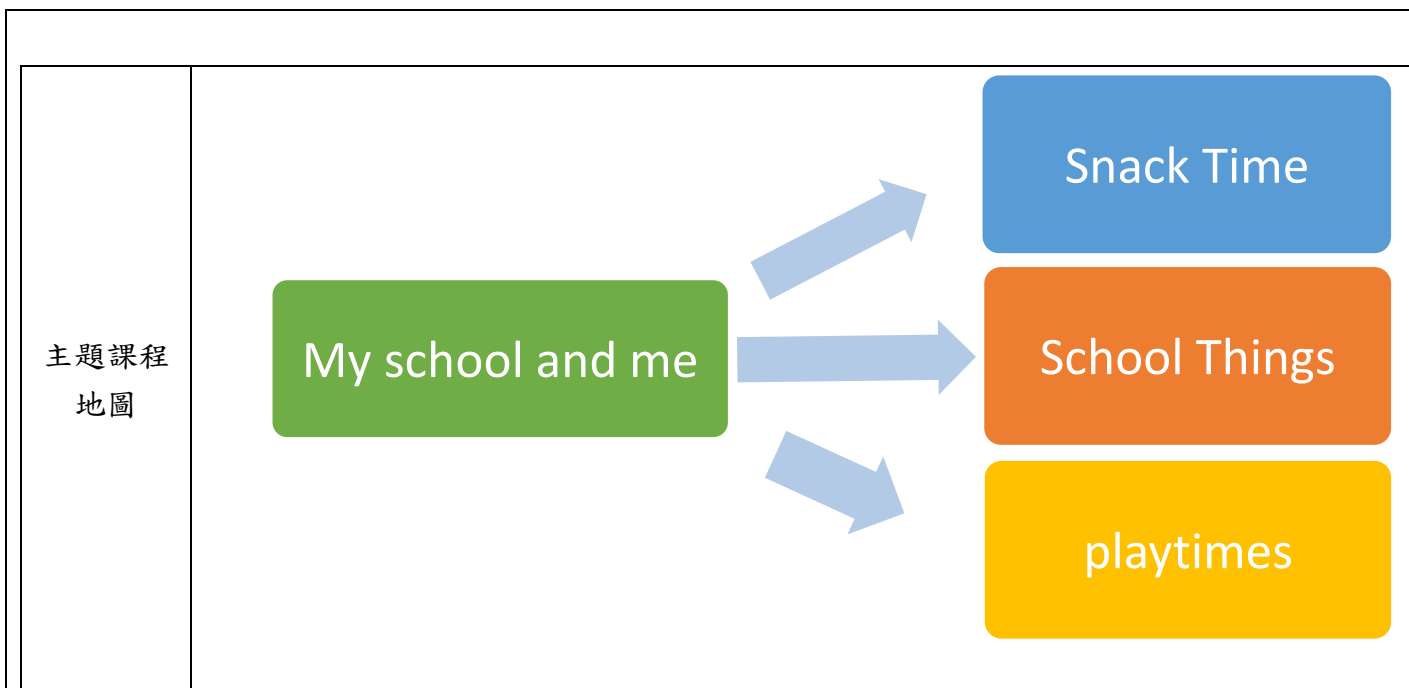 主題課程
地圖
My school and me
Snack Time
School Things
playtimes